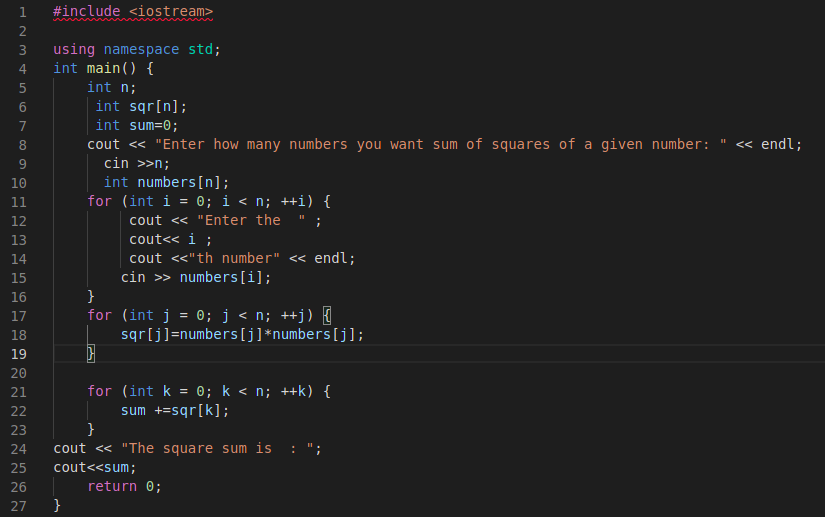 1 #include <iostream>
2
3 using namespace std;
4 int main() {
5     int n;
6      int sqr[n];
7      int sum=0;
8     cout << "Enter how many numbers you want sum of squares of a given number: " << endl;
9       cin >>n;
10       int numbers[n];
11     for (int i = 0; i < n; ++i) {
12          cout << "Enter the  " ;
13          cout<< i ;
14          cout <<"th number" << endl;
15         cin >> numbers[i];
16     }
17     for (int j = 0; j < n; ++j) {
18         sqr[j]=numbers[j]*numbers[j];
19     }
20
21     for (int k = 0; k < n; ++k) {
22         sum +=sqr[k];
23     }
24 cout << "The square sum is  : ";
25 cout<<sum;
26     return 0;
27 }